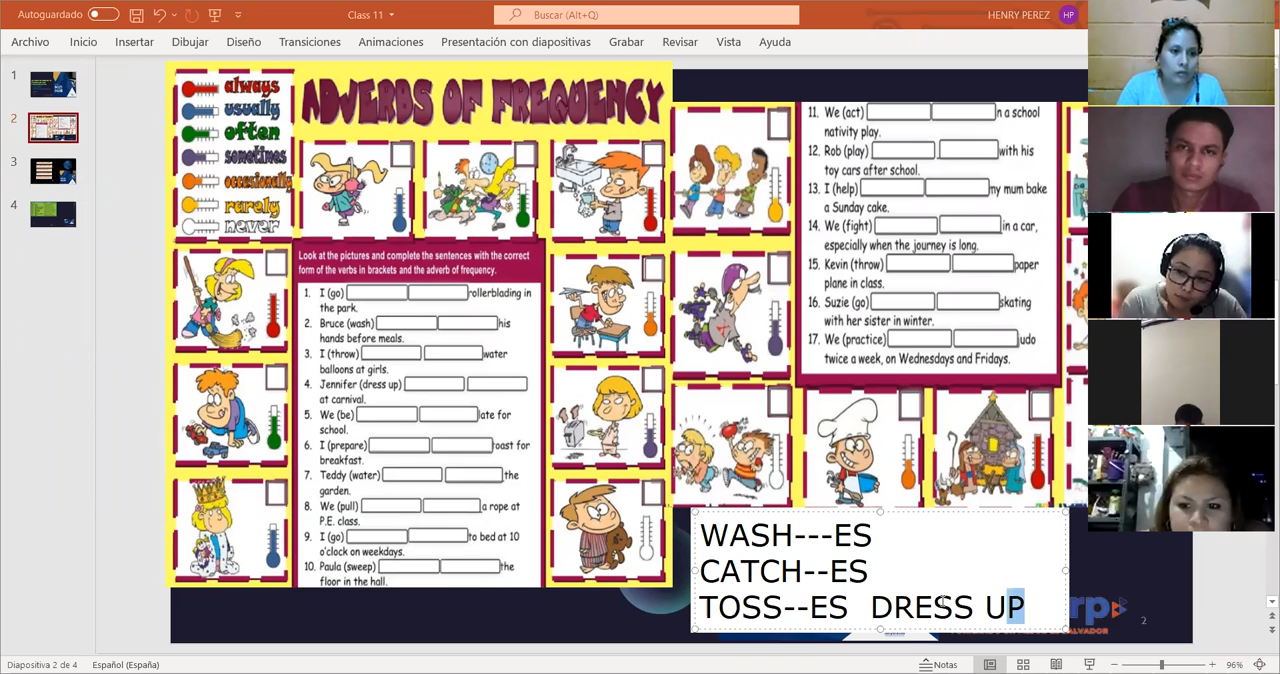 Autoguardado
Class 11
Buscar (Alt+Q)
HENRY PEREZ
HP
Archivo
Inicio
Insertar
Dibujar
Diseño
Transiciones
Animaciones
Presentación con diapositivas
Grabar
Revisar
Vista
Ayuda
1
2
3
4
always
usually
often
sometimes
occasionally
rarely
never
ADVERBS OF FREQUENCY
Look at the pictures and complete the sentences with the correct
form of the verbs in brackets and the adverb of frequency.
1. I (go) rollerblading in
the park.
2. Bruce (wash) his
hands before meals.
3. I (throw) water
balloons at girls.
4. Jennifer (dress up)
at carnival.
5. We (be) late for
school.
6. I (prepare) oast for
breakfast.
7. Teddy (water) the
garden.
8. We (pull) a rope at
P.E. class.
9. I (go) to bed at 10
o'clock on weekdays.
10. Paula (sweep) the
floor in the hall.
11. We (act) n a school
nativity play.
12. Rob (play) with his
toy cars after school.
13. I (help) my mum bake
a Sunday cake.
14. We (fight) in a car,
especially when the journey is long.
15. Kevin (throw) paper
plane in class.
16. Suzie (go) skating
with her sister in winter.
17. We (practice) udo
twice a week, on Wednesdays and Fridays.
WASH---ES
CATCH--ES
TOSS--ES DRESS UP
rp
SALVADOR
2
Diapositiva 2 de 4
Español (España)
Notas
96%